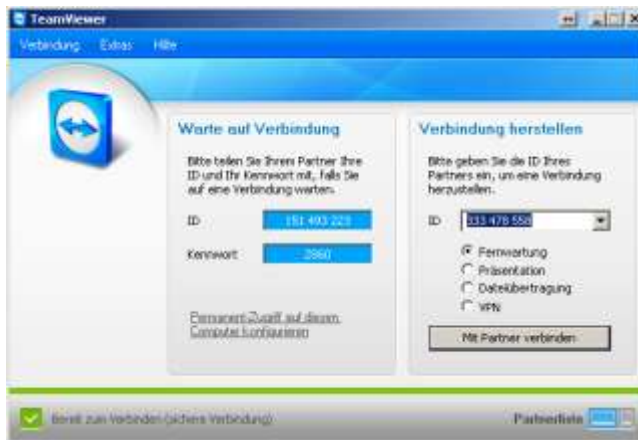 TeamViewer
Verbindung Extras Hilfe
Warte auf Verbindung
Bitte teilen Sie Ihrem Partner Ihre
ID und Ihr Kennwort mit, falls Sie
auf eine Verbindung warten.
ID 151 493 223
Kennwort 2860
Permanent-Zugriff auf diesem
Computer konfigurieren
Verbindung herstellen
Bitte geben Sie die ID Ihres
Partners ein, um eine Verbindung
herzustellen.
ID 333 478 558
Fernwartung
Präsentation
Dateiübertragung
VPN
Mit Partner verbinden
Bereit zum Verbinden (sichere Verbindung)
Partnerliste